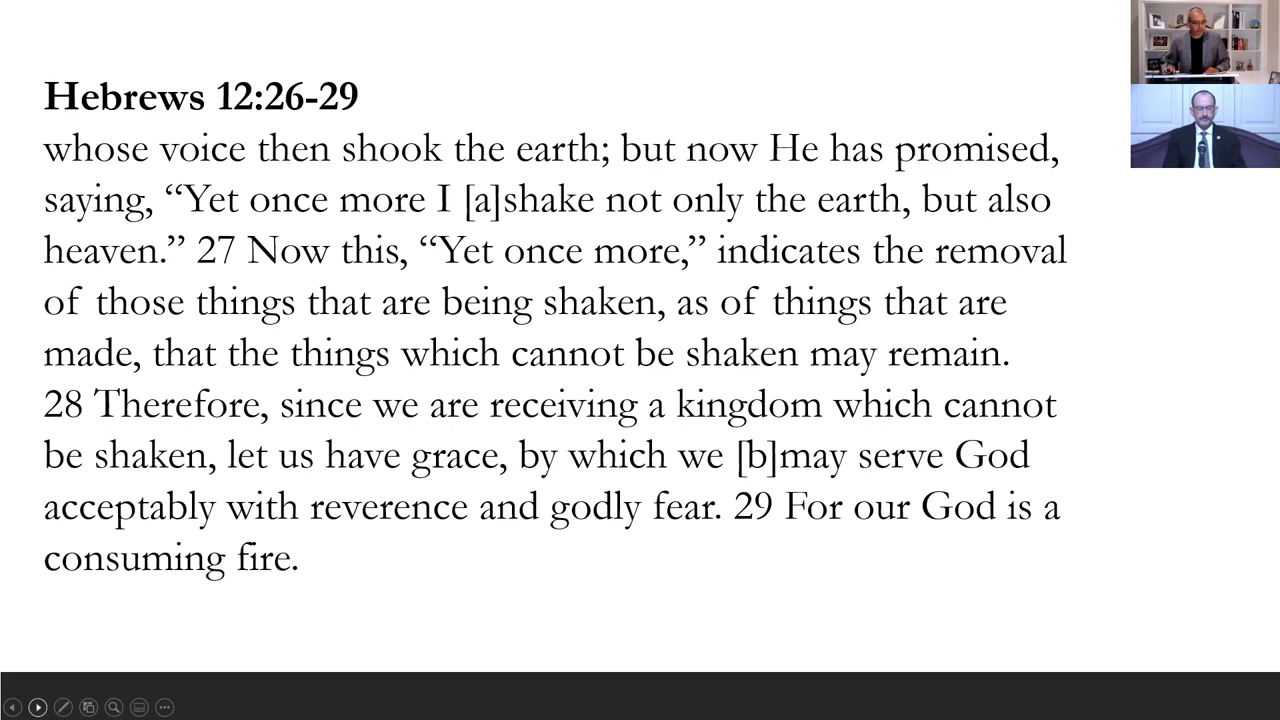 Hebrews 12:26-29
whose voice then shook the earth; but now He has promised,
saying, “Yet once more I [a]shake not only the earth, but also
heaven.” 27 Now this, “Yet once more,” indicates the removal
of those things that are being shaken, as of things that are
made, that the things which cannot be shaken may remain.
28 Therefore, since we are receiving a kingdom which cannot
be shaken, let us have grace, by which we [b]may serve God
acceptably with reverence and godly fear. 29 For our God is a
consuming fire.